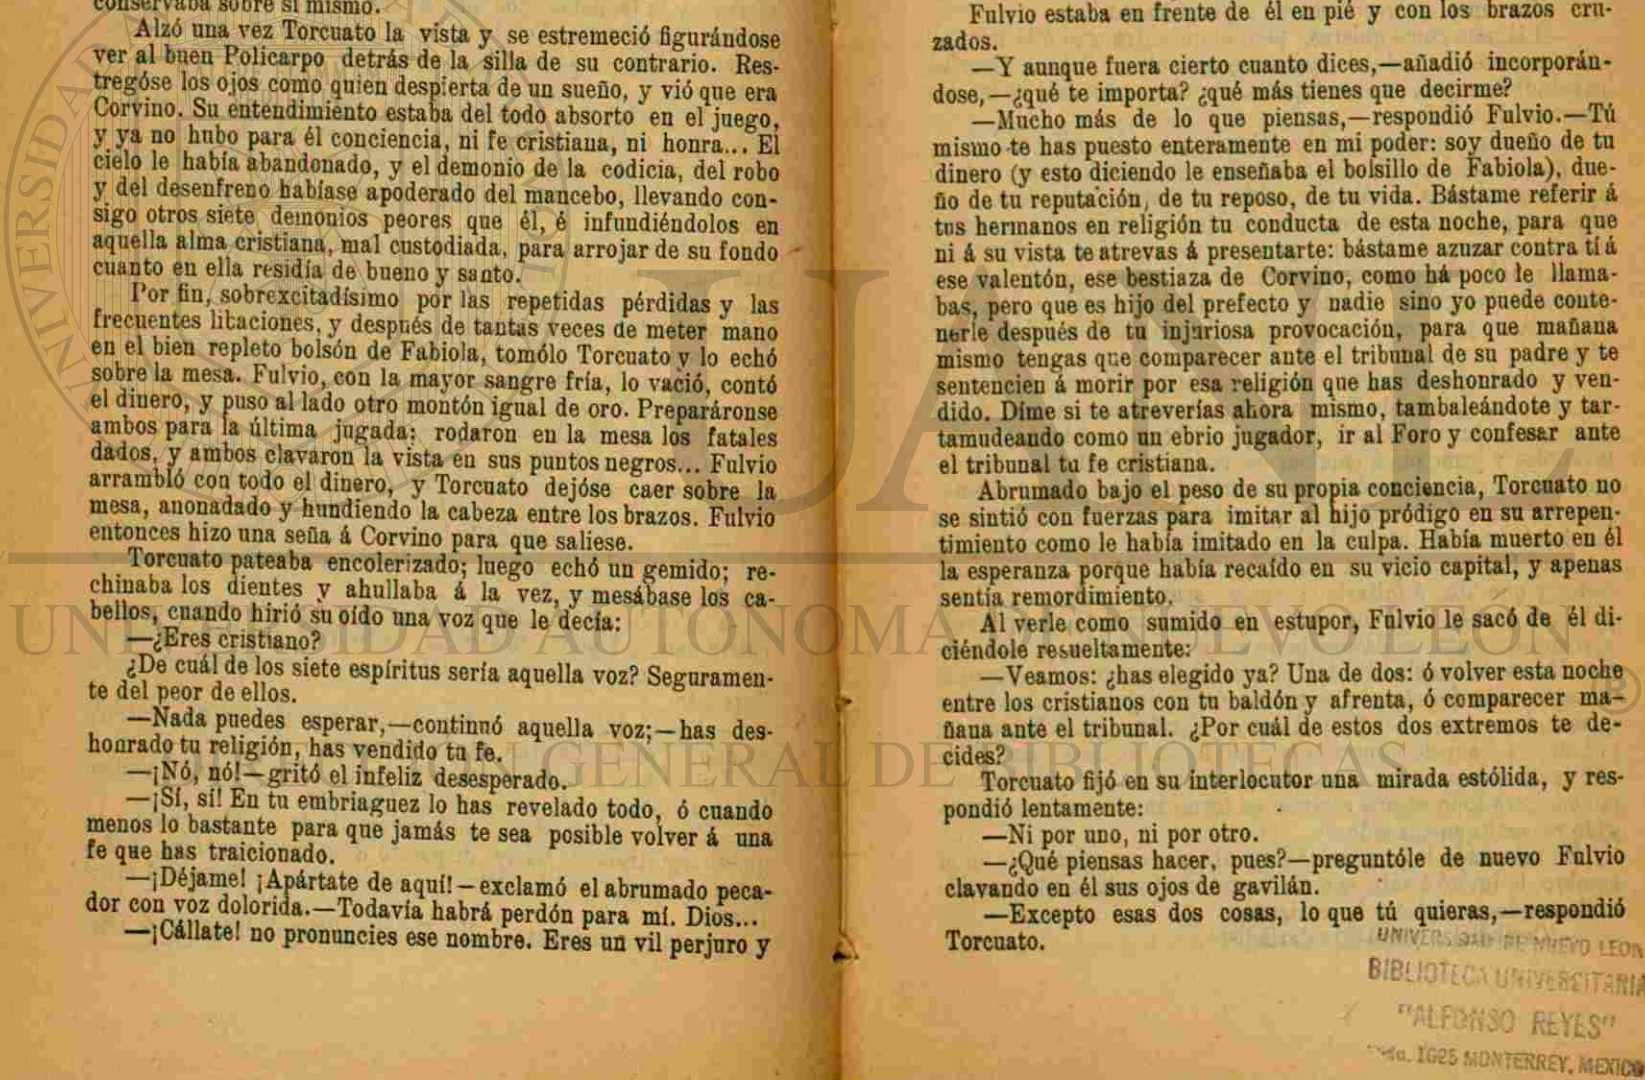 conservaba sobre sí mismo.
Alzó una vez Torcuato la vista y se estremeció figurándose
ver al buen Policarpo detrás de la silla de su contrario. Res-
tregóse los ojos como quien despierta de un sueño, y vió que era
Corvino. Su entendimiento estaba del todo absorto en el juego,
y ya no hubo para él conciencia, ni fe cristiana, ni honra... El
cielo le había abandonado, y el demonio de la codicia, del robo
y del desenfreno habíase apoderado del mancebo, llevando con-
sigo otros siete demonios peores que él, é infundiéndolos en
aquella alma cristiana, mal custodiada, para arrojar de su fondo
cuanto en ella residía de bueno y santo.
Por fin, sobrexcitadísimo por las repetidas pérdidas y las
frecuentes libaciones, y después de tantas veces de meter mano
en el bien repleto bolsón de Fabiola, tomólo Torcuato y lo echó
sobre la mesa. Fulvio, con la mayor sangre fría, lo vació, contó
el dinero, y puso al lado otro montón igual de oro. Preparáronse
ambos para la última jugada; rodaron en la mesa los fatales
dados, y ambos clavaron la vista en sus puntos negros... Fulvio
arrambló con todo el dinero, y Torcuato dejóse caer sobre la
mesa, anonadado y hundiendo la cabeza entre los brazos. Fulvio
entonces hizo una seña á Corvino para que saliese.
Torcuato pateaba encolerizado; luego echó un gemido; re-
chinaba los dientes y ahullaba á la vez, y mesábase los ca-
bellos, cuando hirió su oído una voz que le decía:
—¿Eres cristiano?
¿De cuál de los siete espíritus sería aquella voz? Seguramen-
te del peor de ellos.
—Nada puedes esperar,—continuó aquella voz;—has des-
honrado tu religión, has vendido tu fe.
—¡Nó, nó!—gritó el infeliz desesperado.
—¡Sí, sí! En tu embriaguez lo has revelado todo, ó cuando
menos lo bastante para que jamás te sea posible volver á una
fe que has traicionado.
—¡Déjame! ¡Apártate de aquí!—exclamó el abrumado peca-
dor con voz dolorida.—Todavía habrá perdón para mí. Dios...
—¡Cállate! no pronuncies ese nombre. Eres un vil perjuro y
Fulvio estaba en frente de él en pié y con los brazos cru-
zados.
—Y aunque fuera cierto cuanto dices,—añadió incorporán-
dose,—¿qué te importa? ¿qué más tienes que decirme?
—Mucho más de lo que piensas,—respondió Fulvio.—Tú
mismo te has puesto enteramente en mi poder: soy dueño de tu
dinero (y esto diciendo le enseñaba el bolsillo de Fabiola), due-
ño de tu reputación, de tu reposo, de tu vida. Bástame referir á
tus hermanos en religión tu conducta de esta noche, para que
ni á su vista te atrevas á presentarte: bástame azuzar contra tí á
ese valentón, ese bestiaza de Corvino, como há poco le llama-
bas, pero que es hijo del prefecto y nadie sino yo puede conte-
nerle después de tu injuriosa provocación, para que mañana
mismo tengas que comparecer ante el tribunal de su padre y te
sentencien á morir por esa religión que has deshonrado y ven-
dido. Díme si te atreverías ahora mismo, tambaleándote y tar-
tamudeando como un ebrio jugador, ir al Foro y confesar ante
el tribunal tu fe cristiana.
Abrumado bajo el peso de su propia conciencia, Torcuato no
se sintió con fuerzas para imitar al hijo pródigo en su arrepen-
timiento como le había imitado en la culpa. Había muerto en él
la esperanza porque había recaído en su vicio capital, y apenas
sentía remordimiento.
Al verle como sumido en estupor, Fulvio le sacó de él di-
ciéndole resueltamente:
—Veamos: ¿has elegido ya? Una de dos: ó volver esta noche
entre los cristianos con tu baldón y afrenta, ó comparecer ma-
ñana ante el tribunal. ¿Por cuál de estos dos extremos te de-
cides?
Torcuato fijó en su interlocutor una mirada estólida, y res-
pondió lentamente:
—Ni por uno, ni por otro.
—¿Qué piensas hacer, pues?—preguntóle de nuevo Fulvio
clavando en él sus ojos de gavilán.
—Excepto esas dos cosas, lo que tú quieras,—respondió
Torcuato.
UNIVERSIDAD DE NUEVO LEON
BIBLIOTECA UNIVERSITARIA
"ALFONSO REYES"
1625 MONTERREY, MEXICO
UANL
UNIVERSIDAD AUTÓNOMA DE NUEVO LEÓN
®
DIRECCIÓN GENERAL DE BIBLIOTECAS